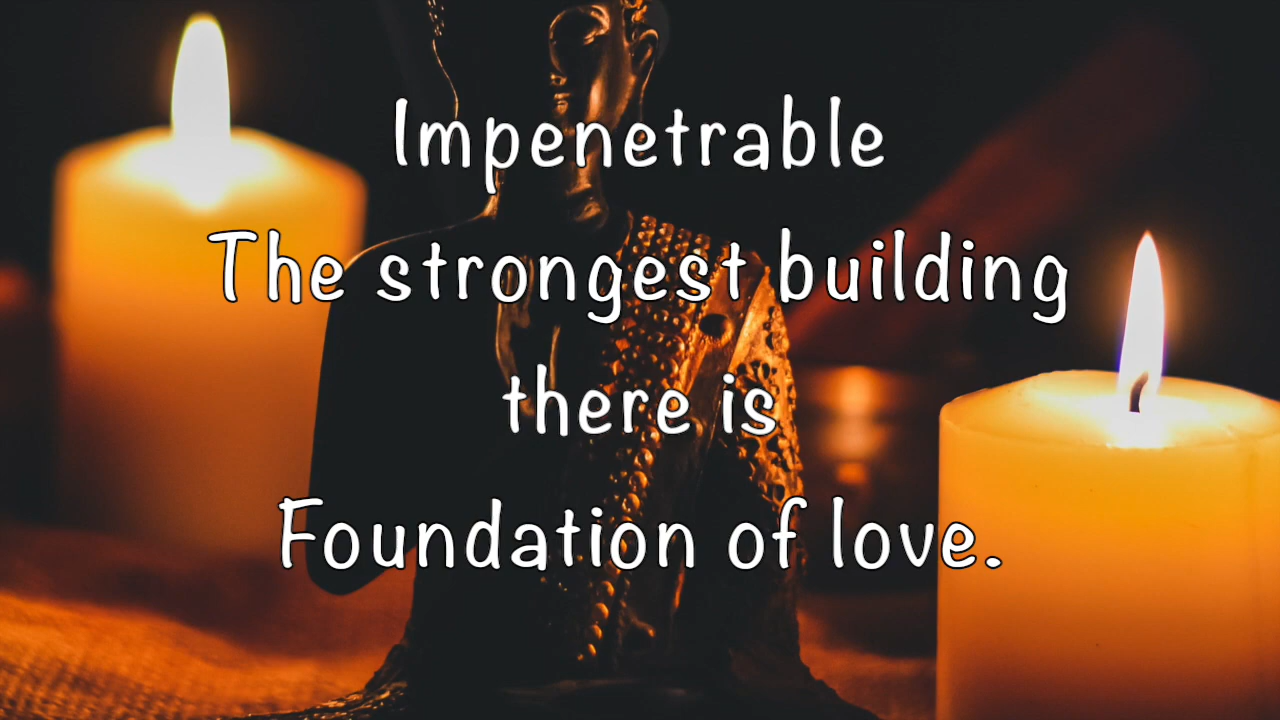 Impenetrable
The strongest building
there is
Foundation of love.